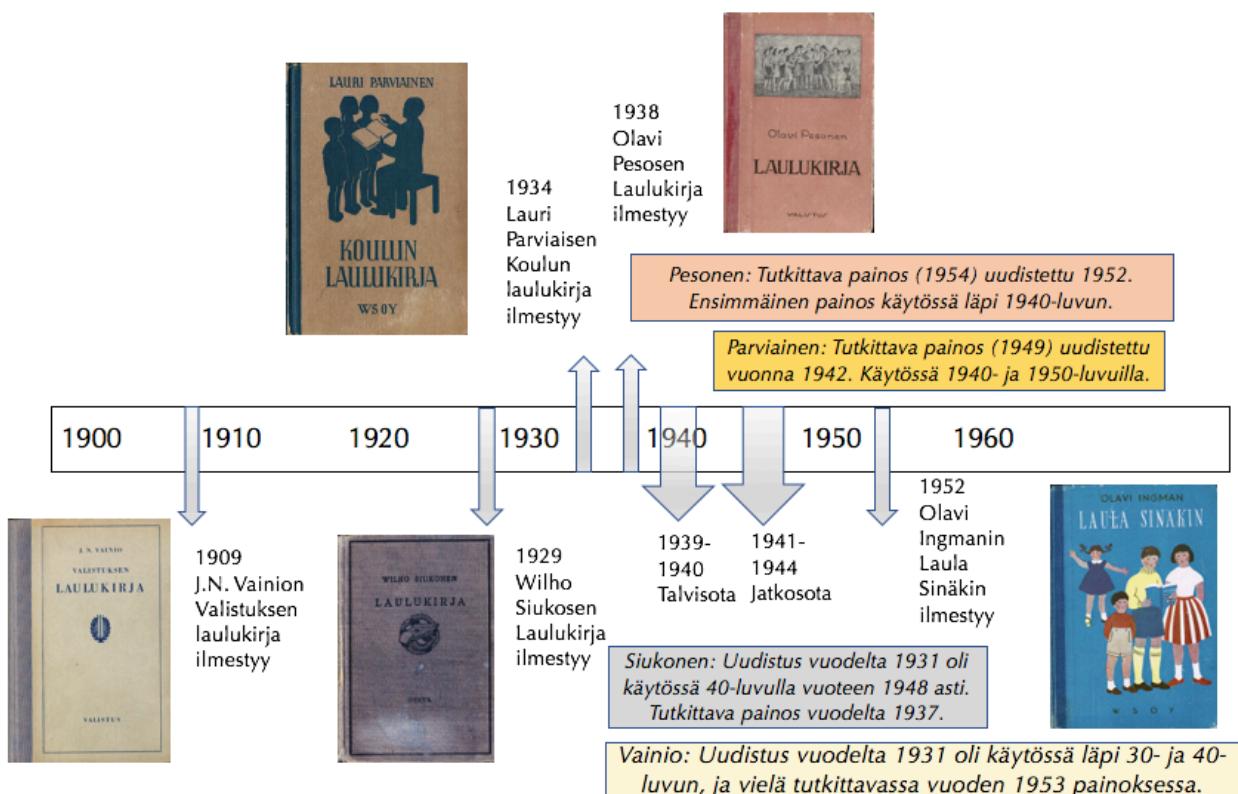 LAURI PARVIAINEN
KOULUN
LAULUKIRJA
WSOY
1934
Lauri
Parviaisen
Koulun
laulukirja
ilmestyy
1938
Olavi
Pesosen
Laulukirja
ilmestyy
Olavi Pesonen
LAULUKIRJA
VALISTUS
Pesonen: Tutkittava painos (1954) uudistettu 1952.
Ensimmäinen painos käytössä läpi 1940-luvun.
Parviainen: Tutkittava painos (1949) uudistettu
vuonna 1942. Käytössä 1940- ja 1950-luvuilla.
1900 1910 1920 1930 1940 1950 1960
J. N. VAINIO
VALISTUKSEN
LAULUKIRJA
VALISTUS
1909
J.N. Vainion
Valistuksen
laulukirja
ilmestyy
WILHO SIUKONEN
LAULUKIRJA
OTAVA
1929
Wilho
Siukosen
Laulukirja
ilmestyy
1939-
1940
Talvisota
1941-
1944
Jatkosota
1952
Olavi
Ingmanin
Laula
Sinäkin
ilmestyy
OLAVI INGMAN
LAULA SINÄKIN
WSOY
Siukonen: Uudistus vuodelta 1931 oli
käytössä 40-luvulla vuoteen 1948 asti.
Tutkittava painos vuodelta 1937.
Vainio: Uudistus vuodelta 1931 oli käytössä läpi 30- ja 40-
luvun, ja vielä tutkittavassa vuoden 1953 painoksessa.